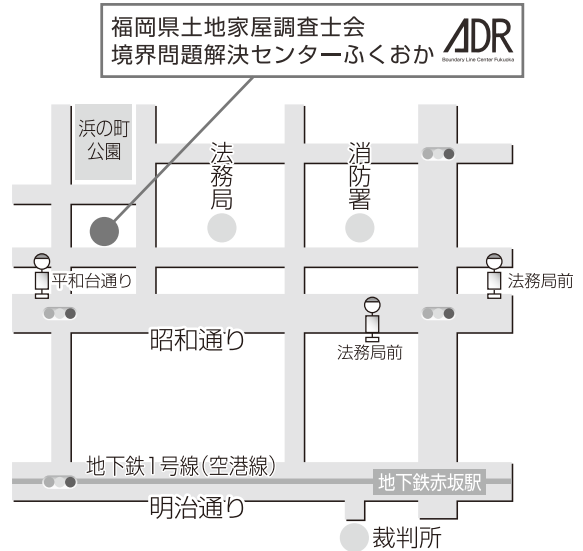 福岡県土地家屋調査士会
境界問題解決センターふくおか
ADR
Boundary Line Center Fukuoka
浜の町
公園
法務局
消防署
平和台通り
法務局前
昭和通り
法務局前
地下鉄1号線（空港線）
地下鉄赤坂駅
明治通り
裁判所